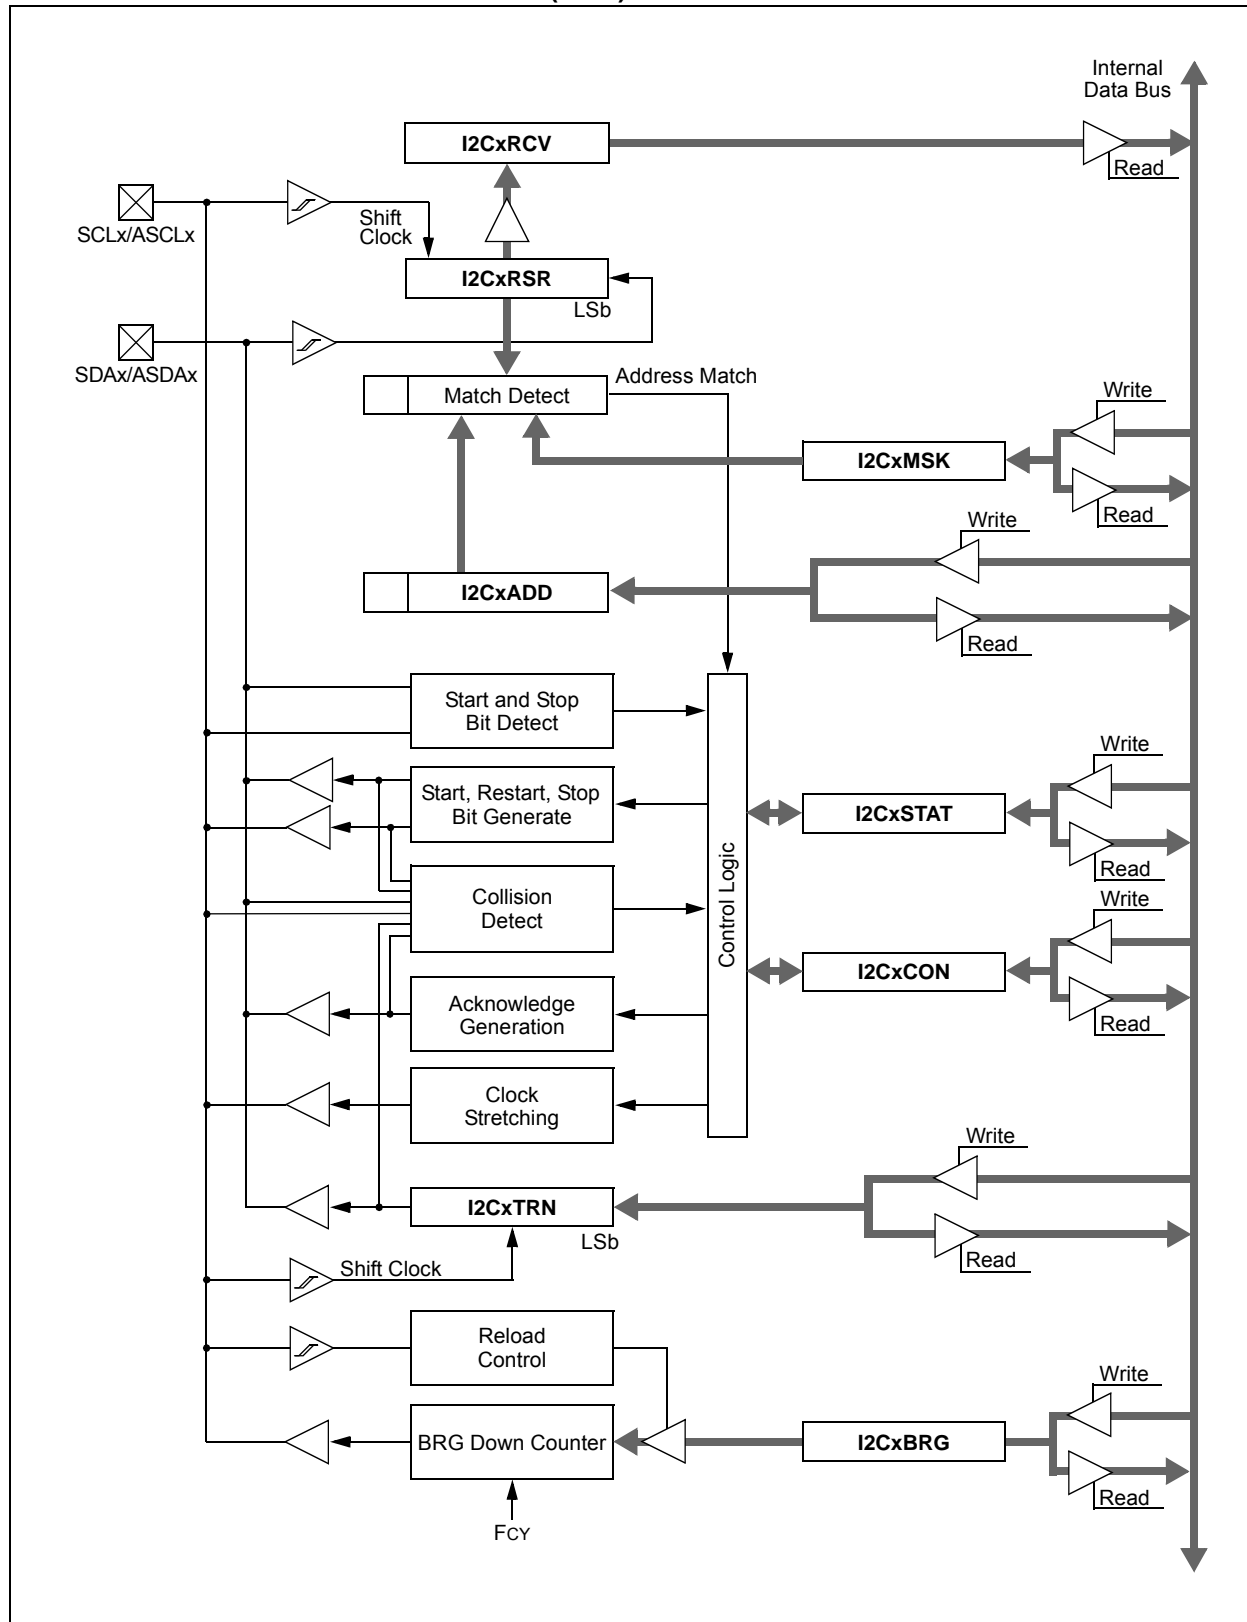 Internal
Data Bus
I2CxRCV
Read
SCLx/ASCLx
Shift
Clock
I2CxRSR
LSb
SDAx/ASDAx
Address Match
Match Detect
Write
I2CxMSK
Read
Write
I2CxADD
Read
Start and Stop
Bit Detect
Write
Start, Restart, Stop
Bit Generate
I2CxSTAT
Read
Control Logic
Collision
Detect
Write
I2CxCON
Read
Acknowledge
Generation
Clock
Stretching
Write
I2CxTRN
LSb
Read
Shift Clock
Reload
Control
Write
BRG Down Counter
I2CxBRG
Read
FCY